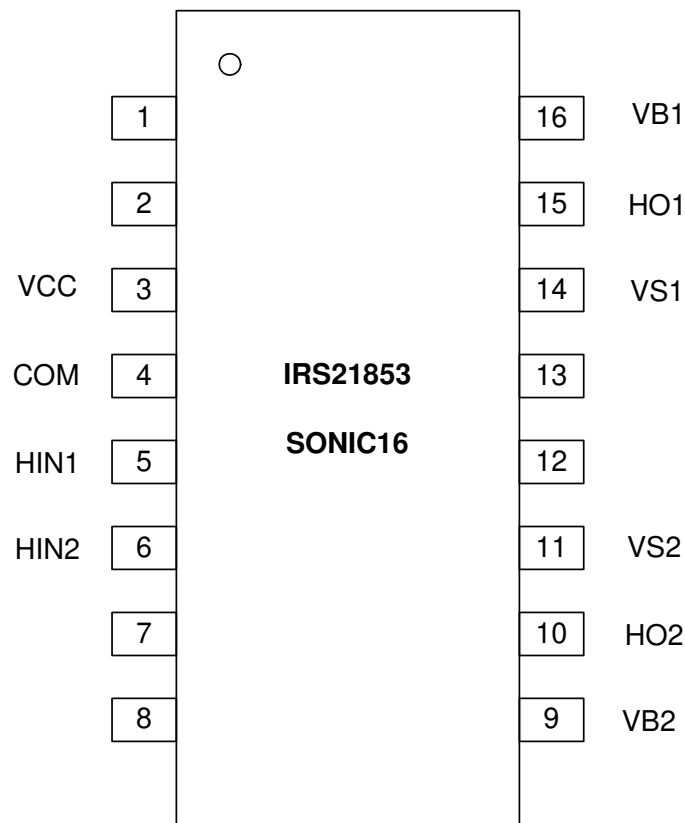 1 16 VB1
2 15 HO1
VCC 3 14 VS1
COM 4 IRS21853 13
SONIC16
HIN1 5 12
HIN2 6 11 VS2
7 10 HO2
8 9 VB2